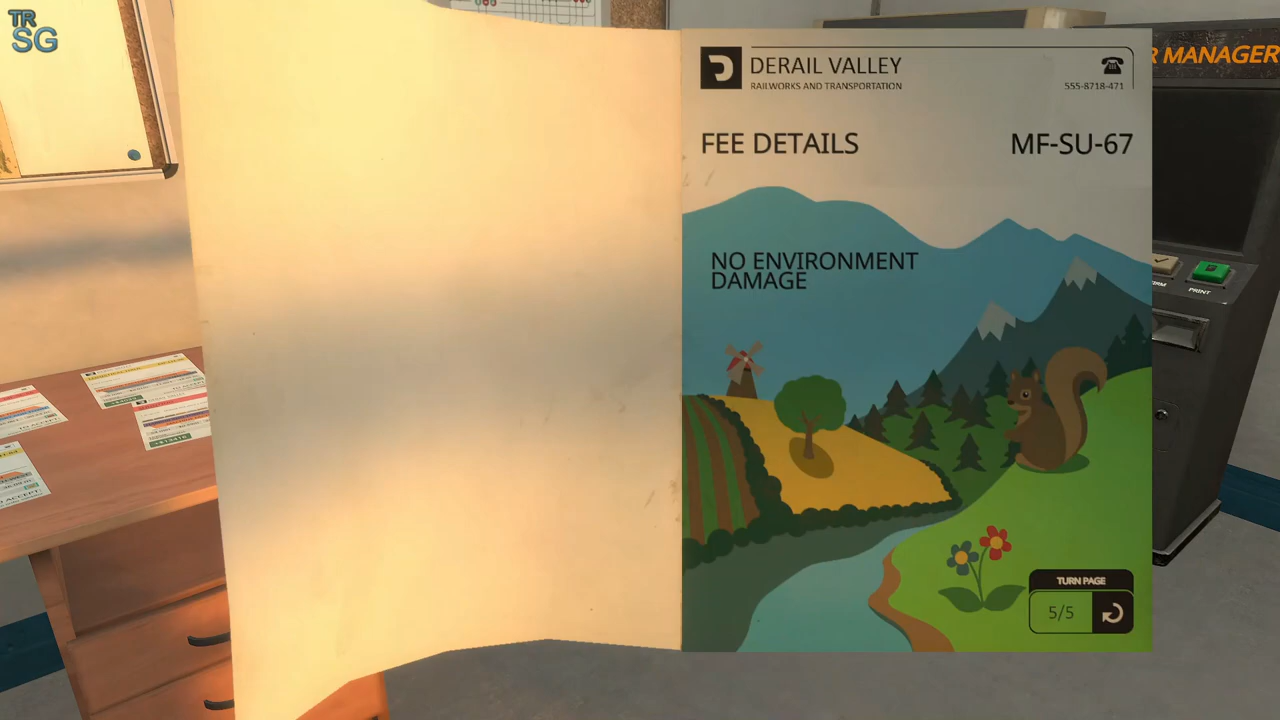 TR
SG
DERAIL VALLEY
RAILWORKS AND TRANSPORTATION
555-8718-471
FEE DETAILS
MF-SU-67
NO ENVIRONMENT
DAMAGE
TURN PAGE
5/5
R MANAGER
PRINT